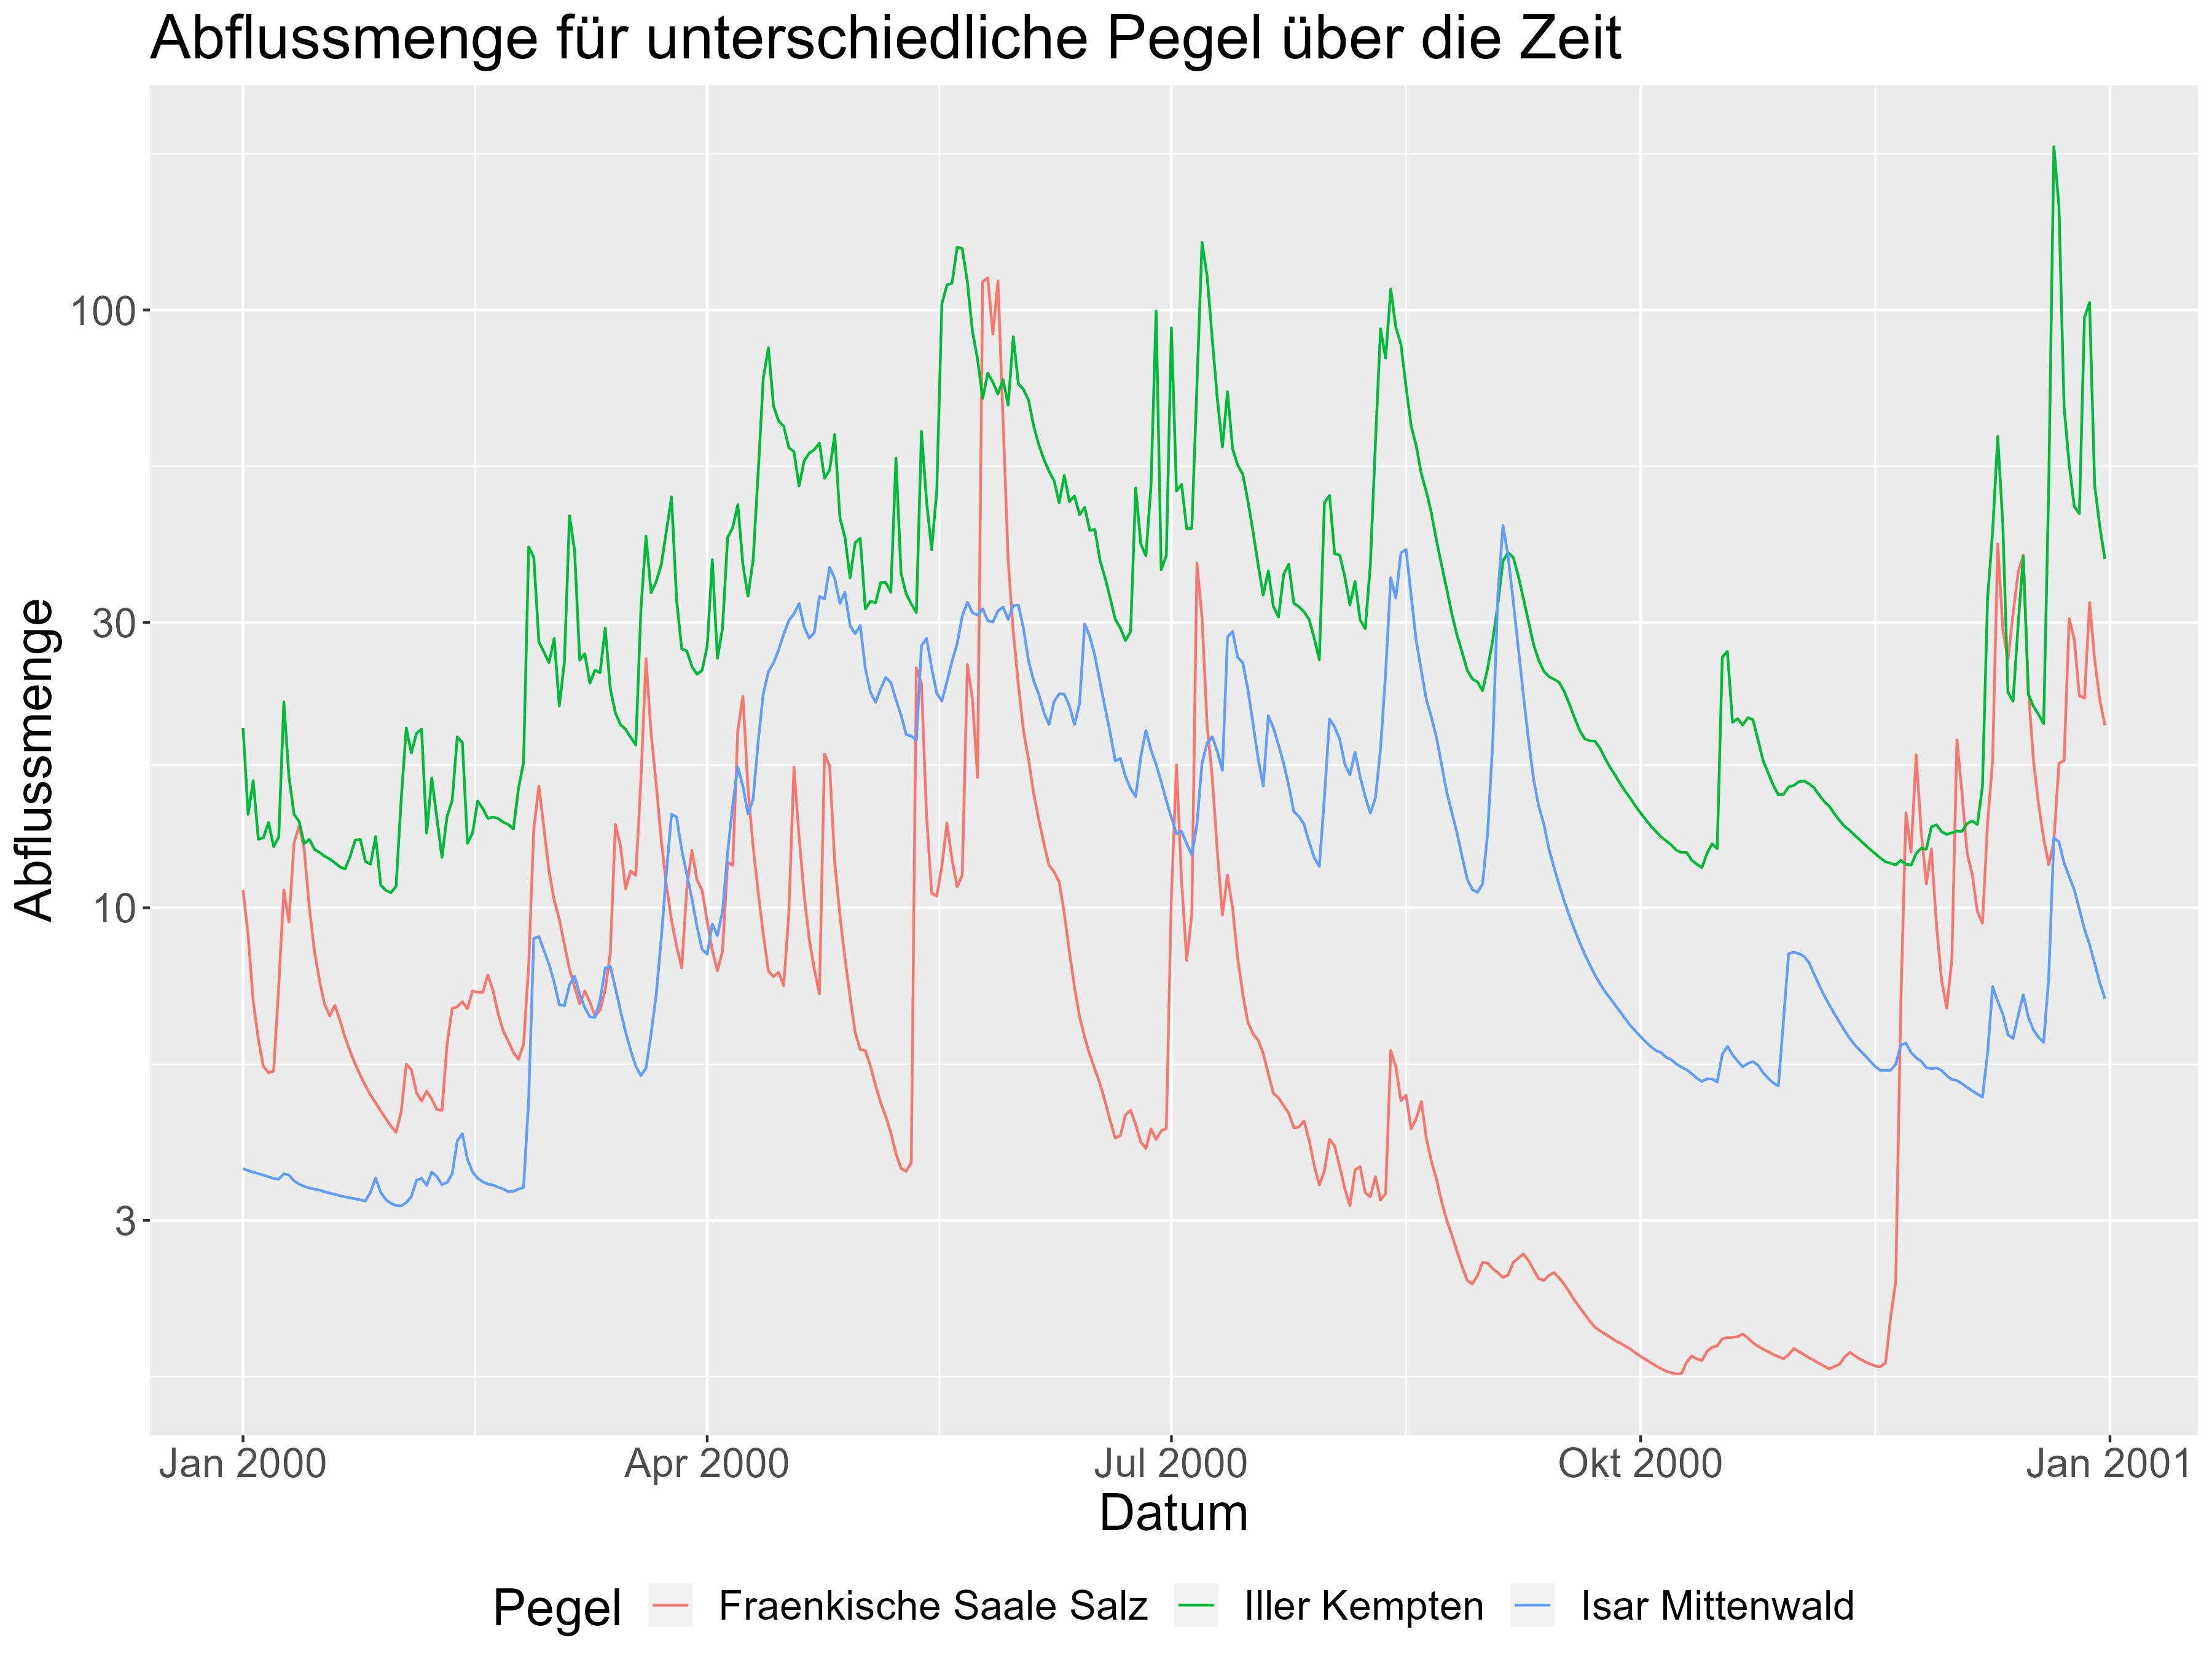 Abflussmenge für unterschiedliche Pegel über die Zeit
Abflussmenge
100
30
10
3
Jan 2000 Apr 2000 Jul 2000 Okt 2000 Jan 2001
Datum
Pegel Fraenkische Saale Salz Iller Kempten Isar Mittenwald